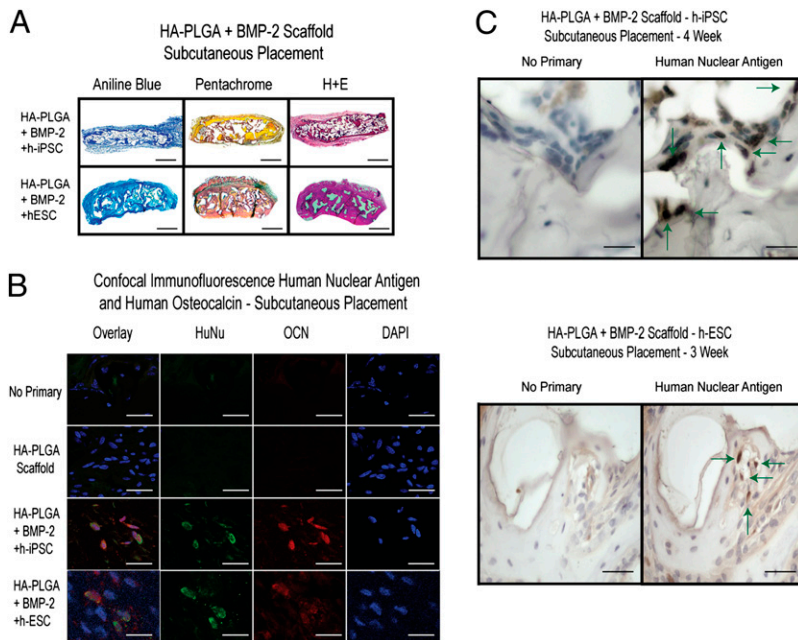 A
HA-PLGA + BMP-2 Scaffold
Subcutaneous Placement
Aniline Blue Pentachrome H+E
HA-PLGA
+ BMP-2
+h-iPSC
HA-PLGA
+ BMP-2
+hESC
B
Confocal Immunofluorescence Human Nuclear Antigen
and Human Osteocalcin - Subcutaneous Placement
Overlay HuNu OCN DAPI
No Primary
HA-PLGA
Scaffold
HA-PLGA
+ BMP-2
+h-iPSC
HA-PLGA
+ BMP-2
+h-ESC
C
HA-PLGA + BMP-2 Scaffold - h-iPSC
Subcutaneous Placement - 4 Week
No Primary Human Nuclear Antigen
HA-PLGA + BMP-2 Scaffold - h-ESC
Subcutaneous Placement - 3 Week
No Primary Human Nuclear Antigen